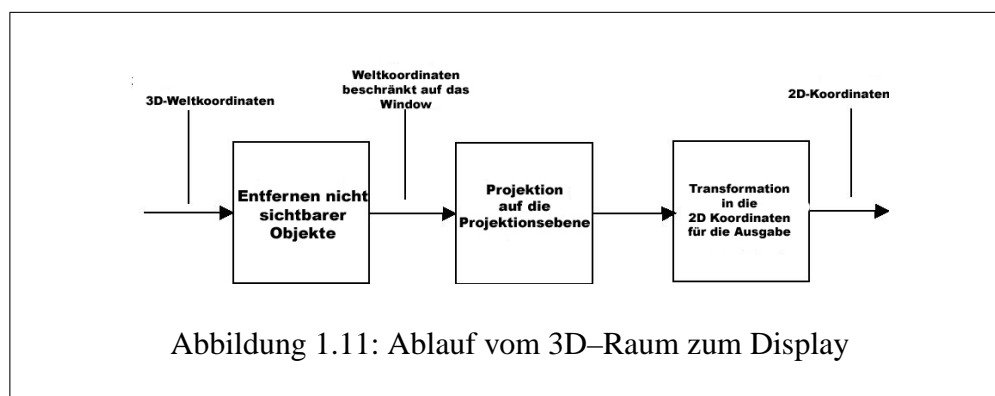 3D-Weltkoordinaten
Weltkoordinaten
beschränkt auf das
Window
2D-Koordinaten
Entfernen nicht
sichtbarer
Objekte
Projektion
auf die
Projektionsebene
Transformation
in die
2D Koordinaten
für die Ausgabe
Abbildung 1.11: Ablauf vom 3D–Raum zum Display